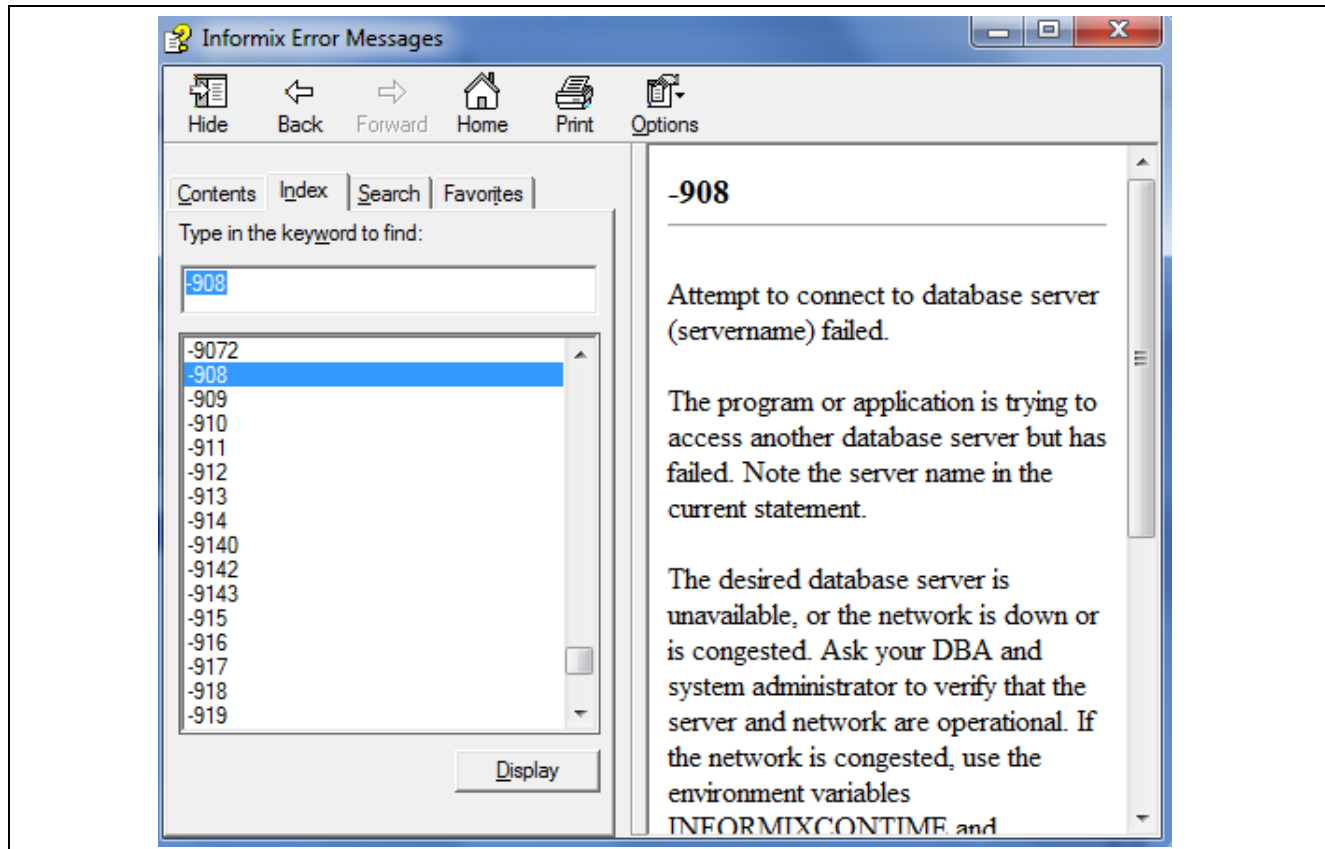 Informix Error Messages
Hide Back Forward Home Print Options
Contents Index Search Favorites
Type in the keyword to find:
-908
-9072
-908
-909
-910
-911
-912
-913
-914
-9140
-9142
-9143
-915
-916
-917
-918
-919
Display
-908
Attempt to connect to database server
(servername) failed.
The program or application is trying to
access another database server but has
failed. Note the server name in the
current statement.
The desired database server is
unavailable, or the network is down or
is congested. Ask your DBA and
system administrator to verify that the
server and network are operational. If
the network is congested, use the
environment variables
INFORMIXCONTIME and